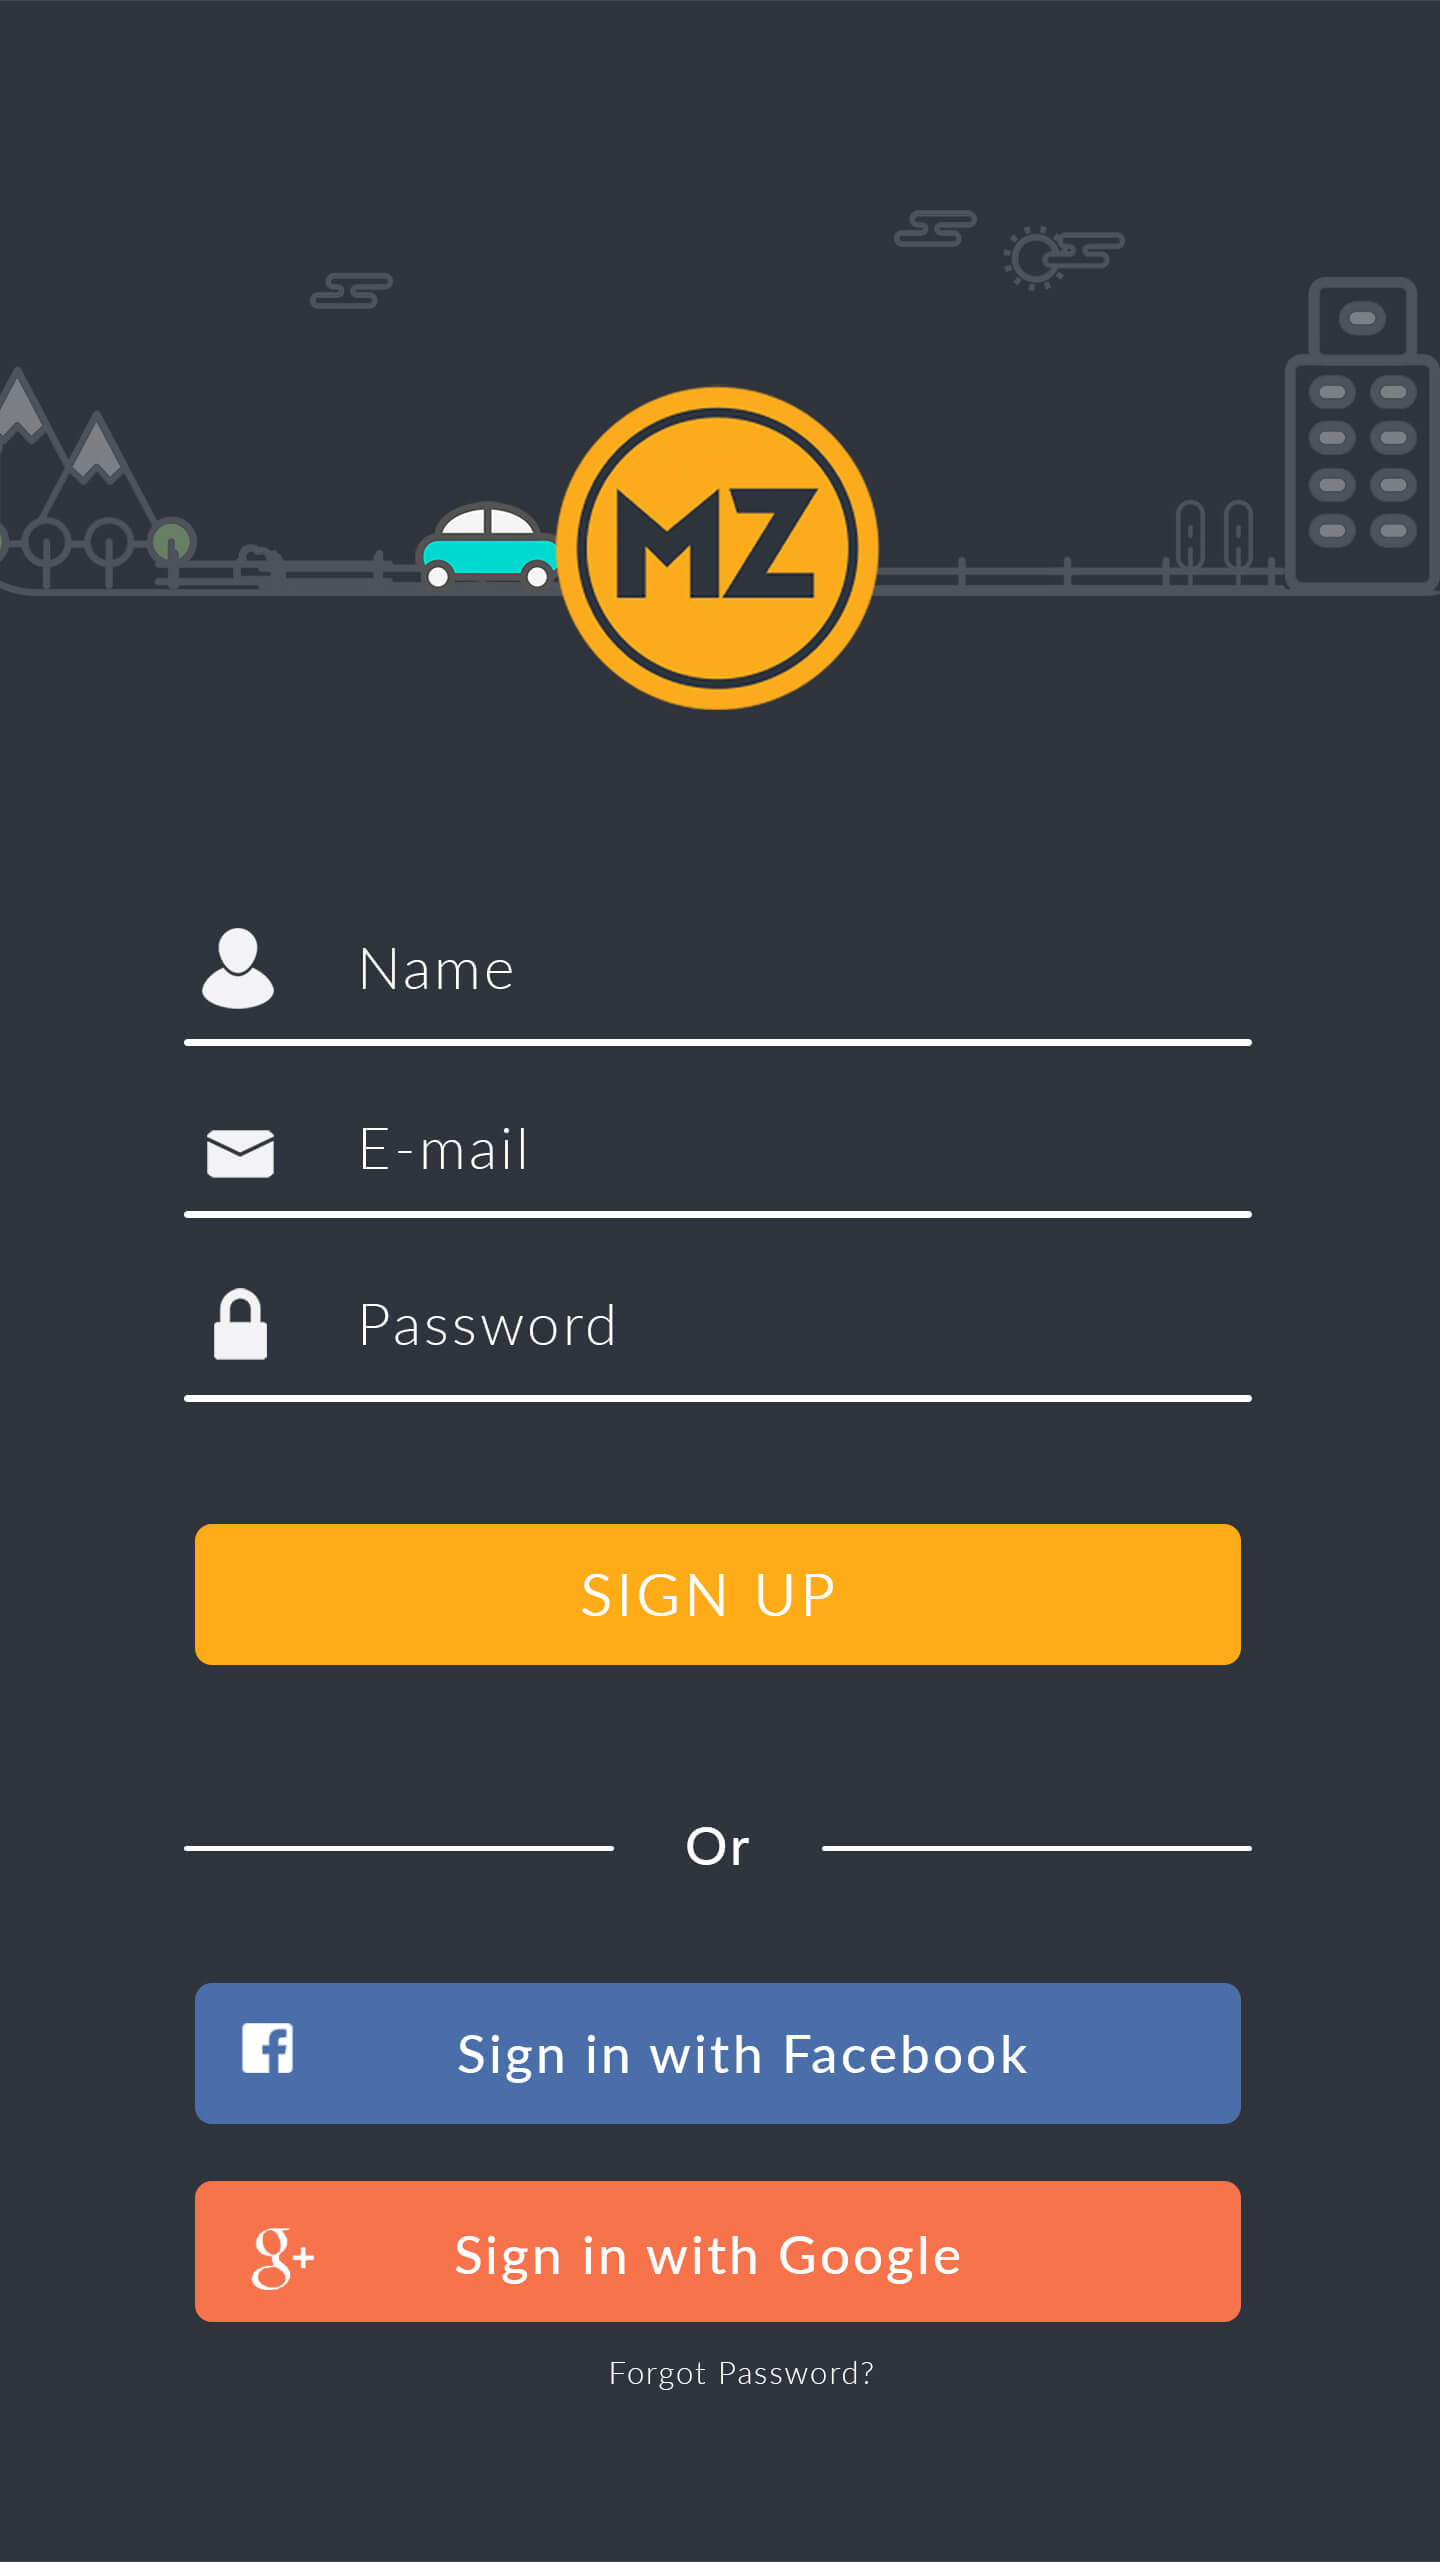 MZ
Name
E-mail
Password
SIGN UP
Or
Sign in with Facebook
g+ Sign in with Google
Forgot Password?